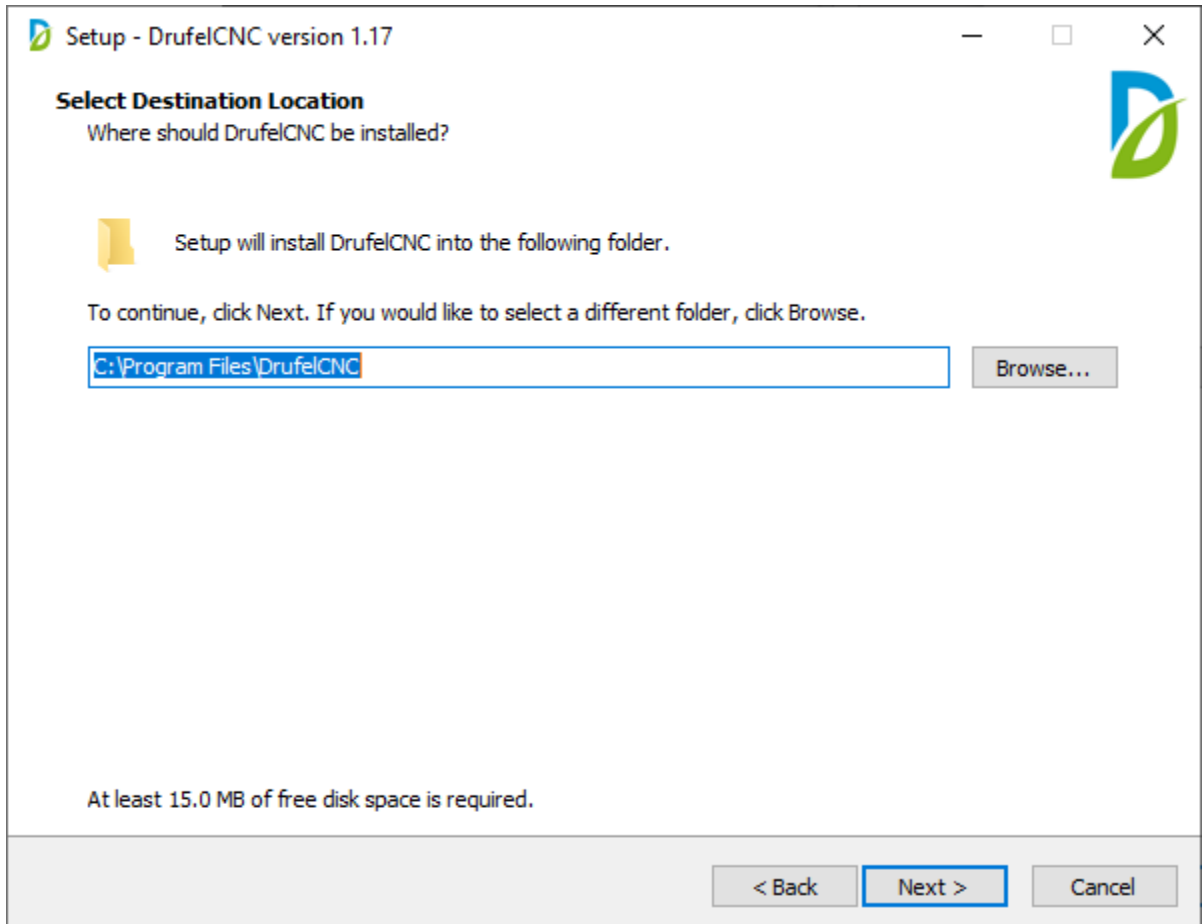 Setup - DrufelCNC version 1.17
Select Destination Location
Where should DrufelCNC be installed?
Setup will install DrufelCNC into the following folder.
To continue, click Next. If you would like to select a different folder, click Browse.
C:\Program Files\DrufelCNC
Browse...
At least 15.0 MB of free disk space is required.
< Back
Next >
Cancel